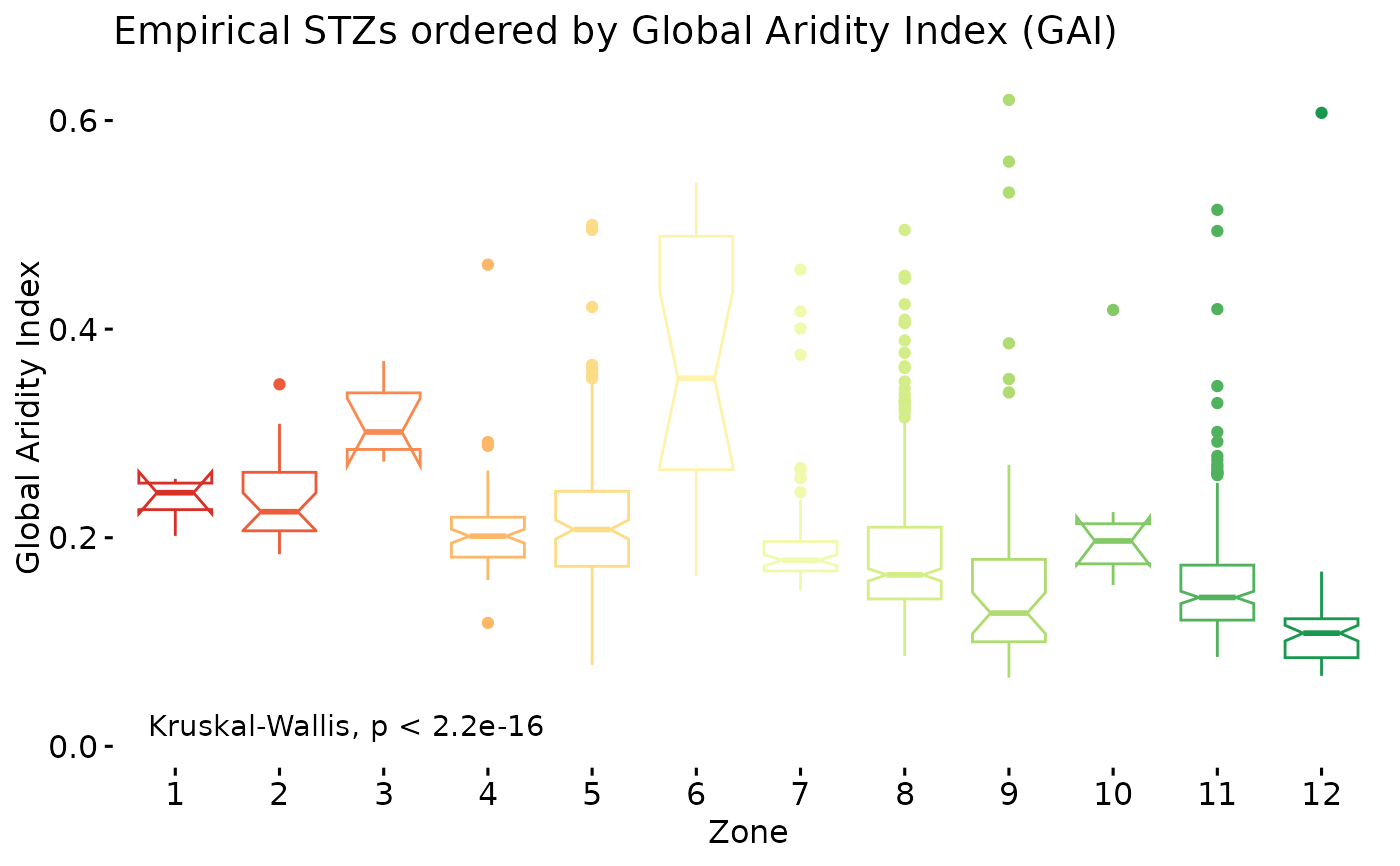 Empirical STZs ordered by Global Aridity Index (GAI)
Global Aridity Index
0.6
0.4
0.2
0.0
Kruskal-Wallis, p < 2.2e-16
1 2 3 4 5 6 7 8 9 10 11 12
Zone